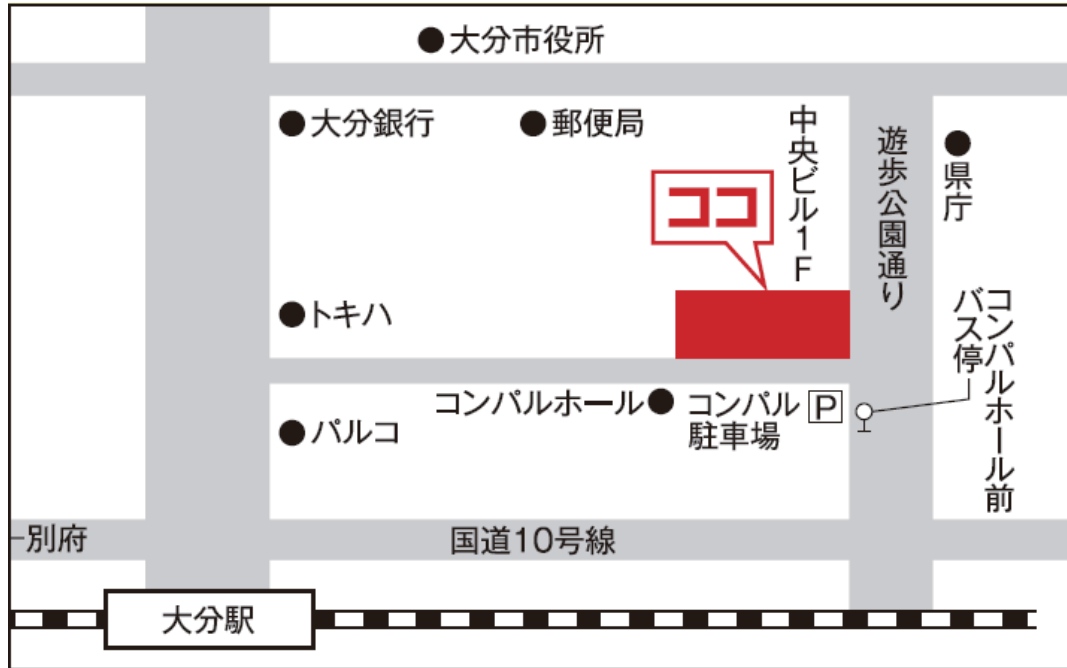 大分市役所
大分銀行
郵便局
中央ビル1F
遊歩公園通り
県庁
ココ
トキハ
コンパルホール前
バス停
コンパルホール
コンパル
駐車場
P
パルコ
別府
国道10号線
大分駅